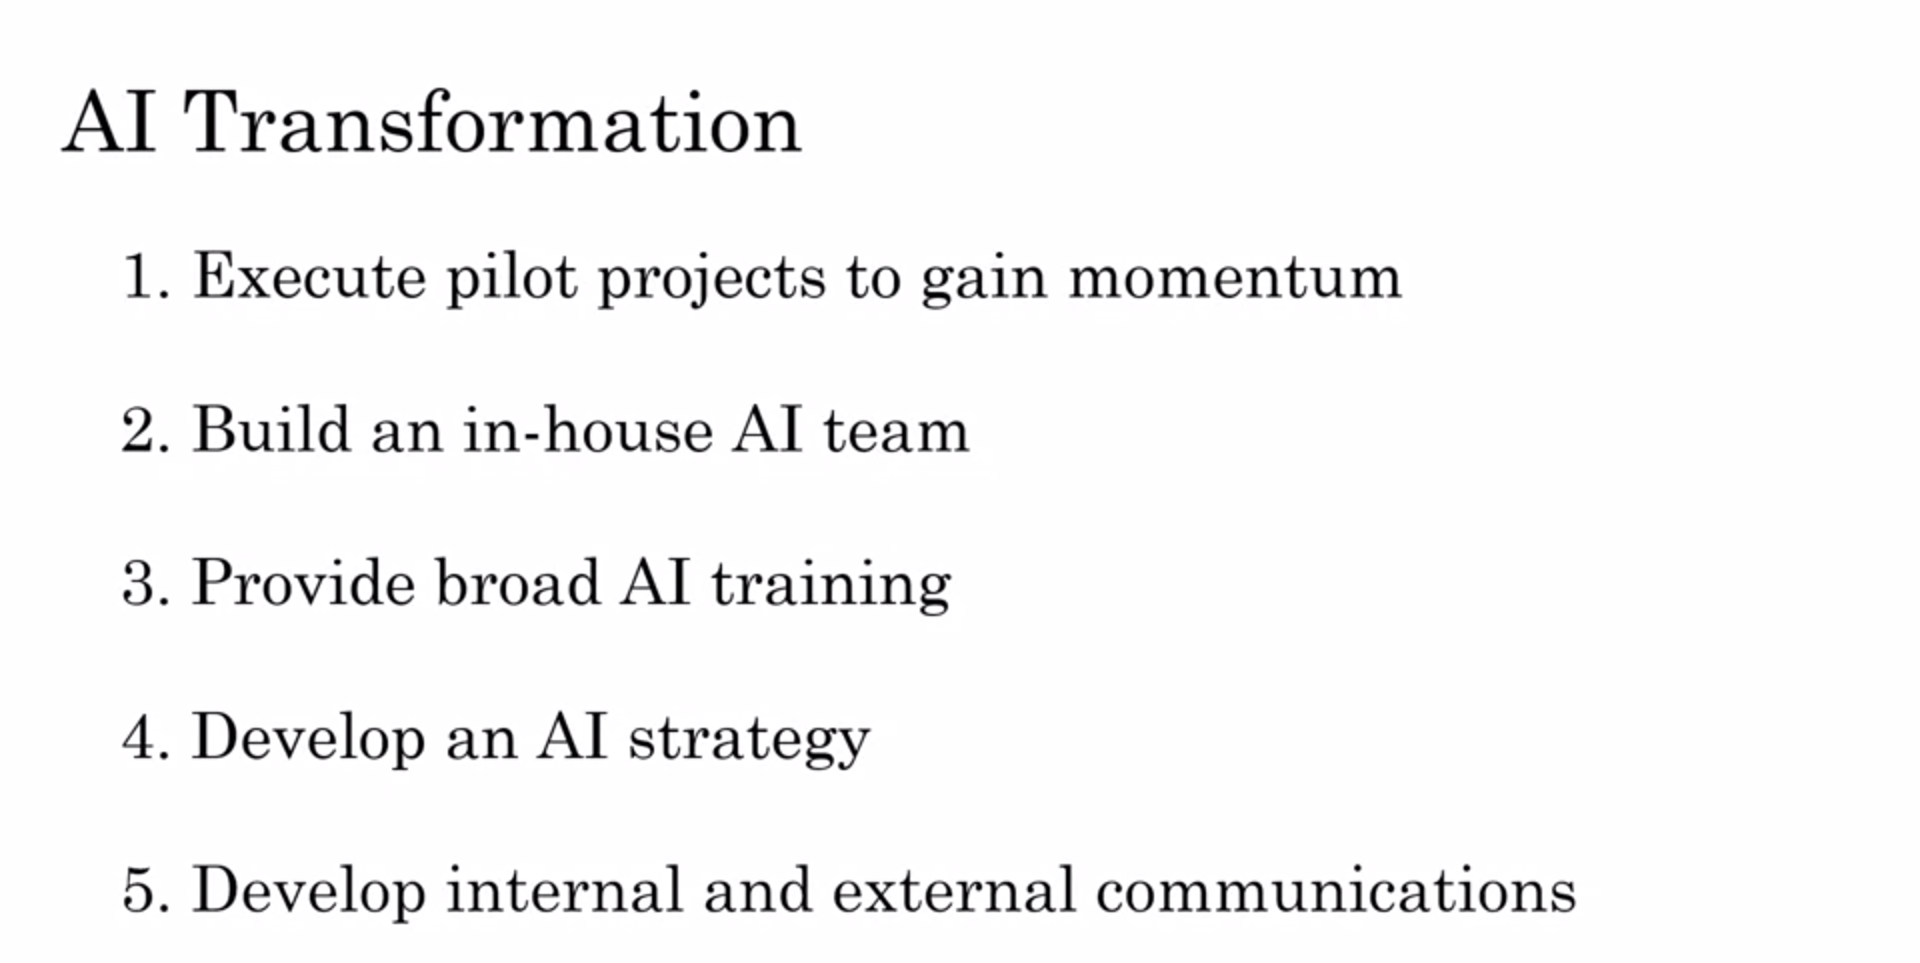 AI Transformation
1. Execute pilot projects to gain momentum
2. Build an in-house AI team
3. Provide broad AI training
4. Develop an AI strategy
5. Develop internal and external communications